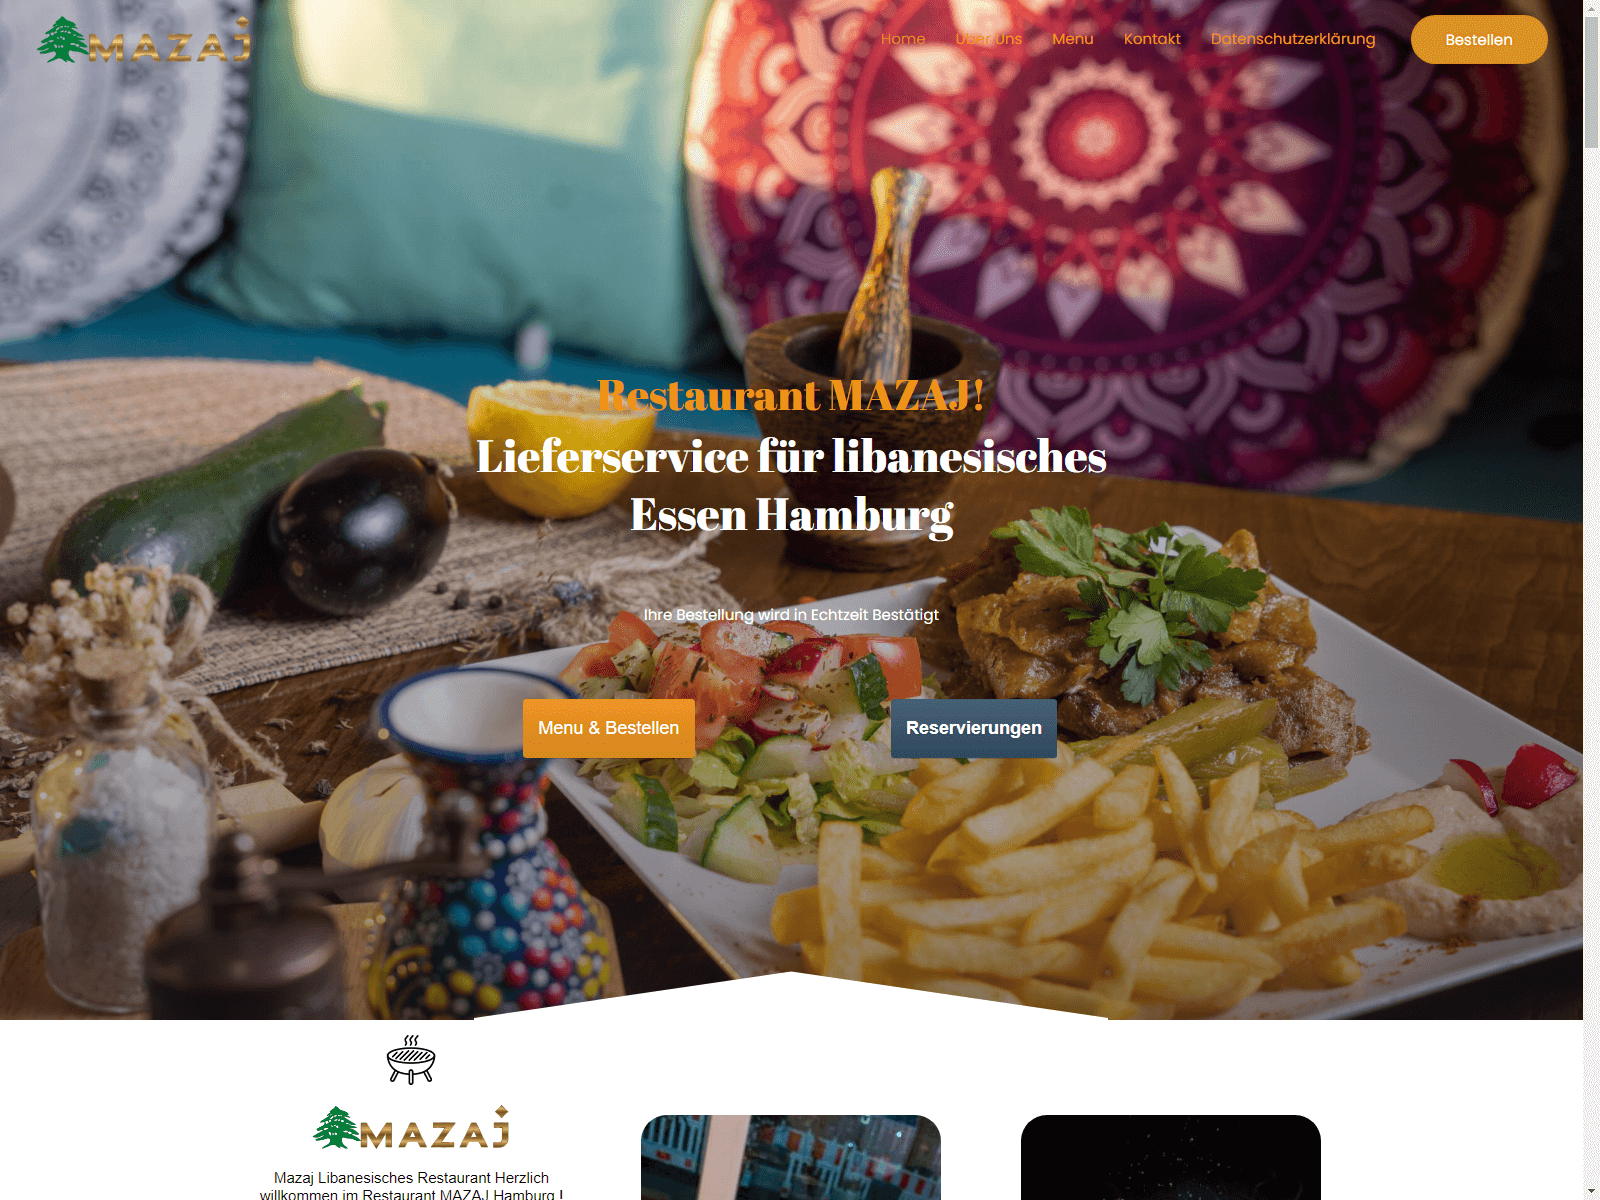 MAZAJ
Home Über Uns Menu Kontakt Datenschutzerklärung Bestellen
Restaurant MAZAJ!
Lieferservice für libanesisches
Essen Hamburg
Ihre Bestellung wird in Echtzeit Bestätigt
Menu & Bestellen Reservierungen
MAZAJ
Mazaj Libanesisches Restaurant Herzlich
willkommen im Restaurant MAZAJ Hamburg !